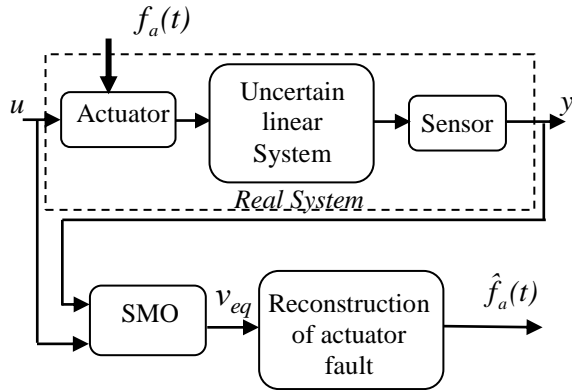 f_a(t)
u
Actuator
Uncertain
linear
System
Sensor
y
Real System
SMO
v_eq
Reconstruction
of actuator
fault
f̂_a(t)